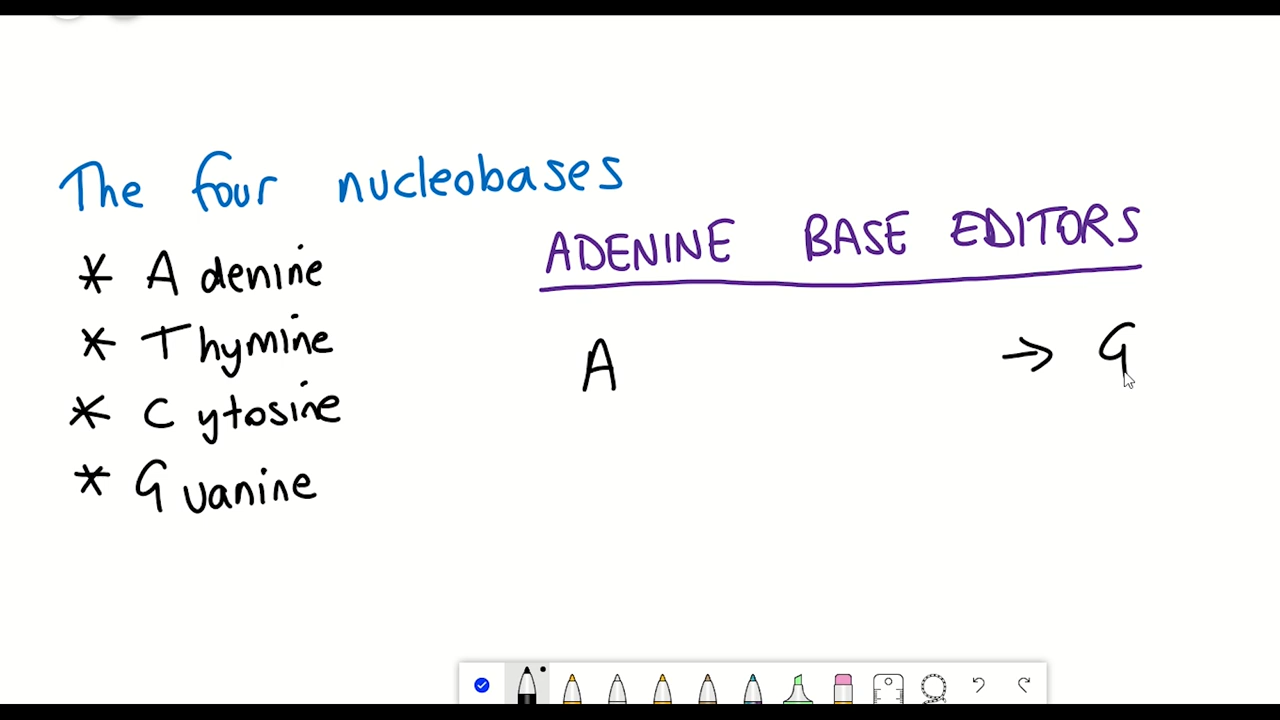 The four nucleobases
ADENINE BASE EDITORS
* Adenine
* Thymine
* Cytosine
* Guanine
A → G